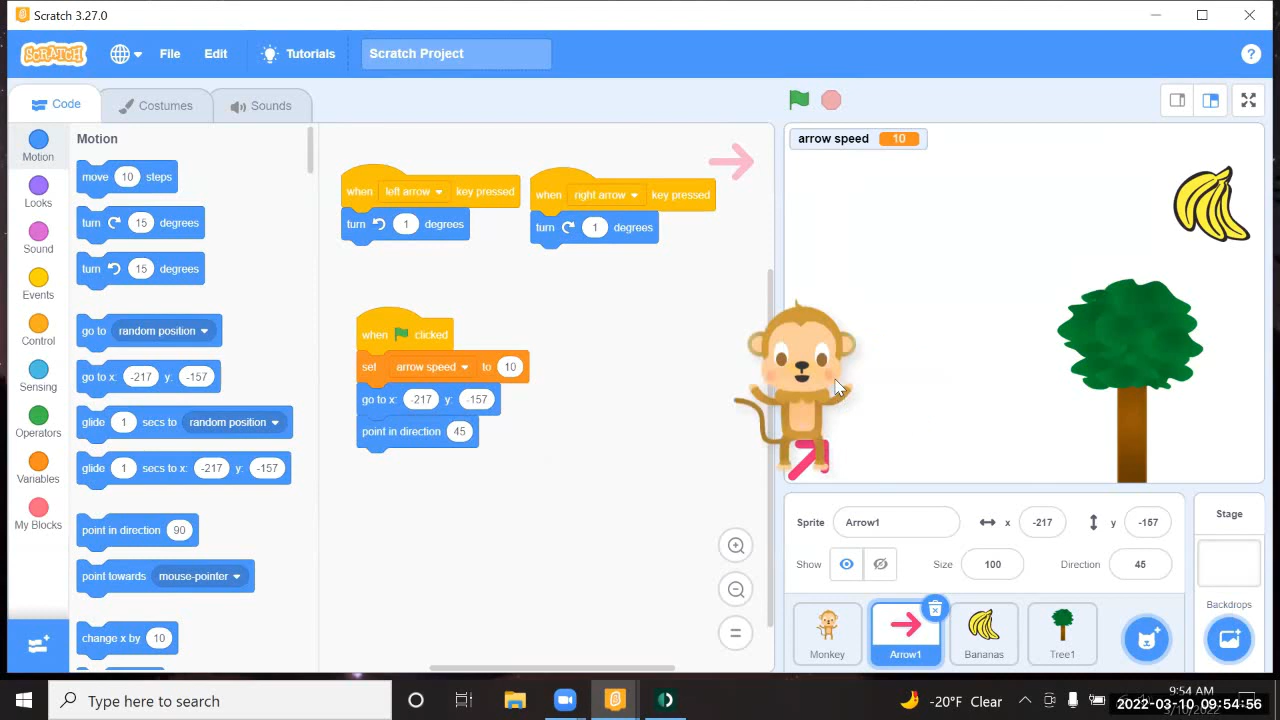 Scratch 3.27.0
SCRATCH File Edit Tutorials Scratch Project ?
Code Costumes Sounds
Motion
Looks
Sound
Events
Control
Sensing
Operators
Variables
My Blocks
Motion
move 10 steps
turn 15 degrees
turn 15 degrees
go to random position
go to x: -217 y: -157
glide 1 secs to random position
glide 1 secs to x: -217 y: -157
point in direction 90
point towards mouse-pointer
change x by 10
when left arrow key pressed
turn 1 degrees
when right arrow key pressed
turn 1 degrees
when clicked
set arrow speed to 10
go to x: -217 y: -157
point in direction 45
arrow speed 10
Sprite Arrow1 x -217 y -157
Show Size 100 Direction 45
Monkey Arrow1 Bananas Tree1
Stage
Backdrops
Type here to search
-20°F Clear
9:54 AM
2022-03-10 09:54:56